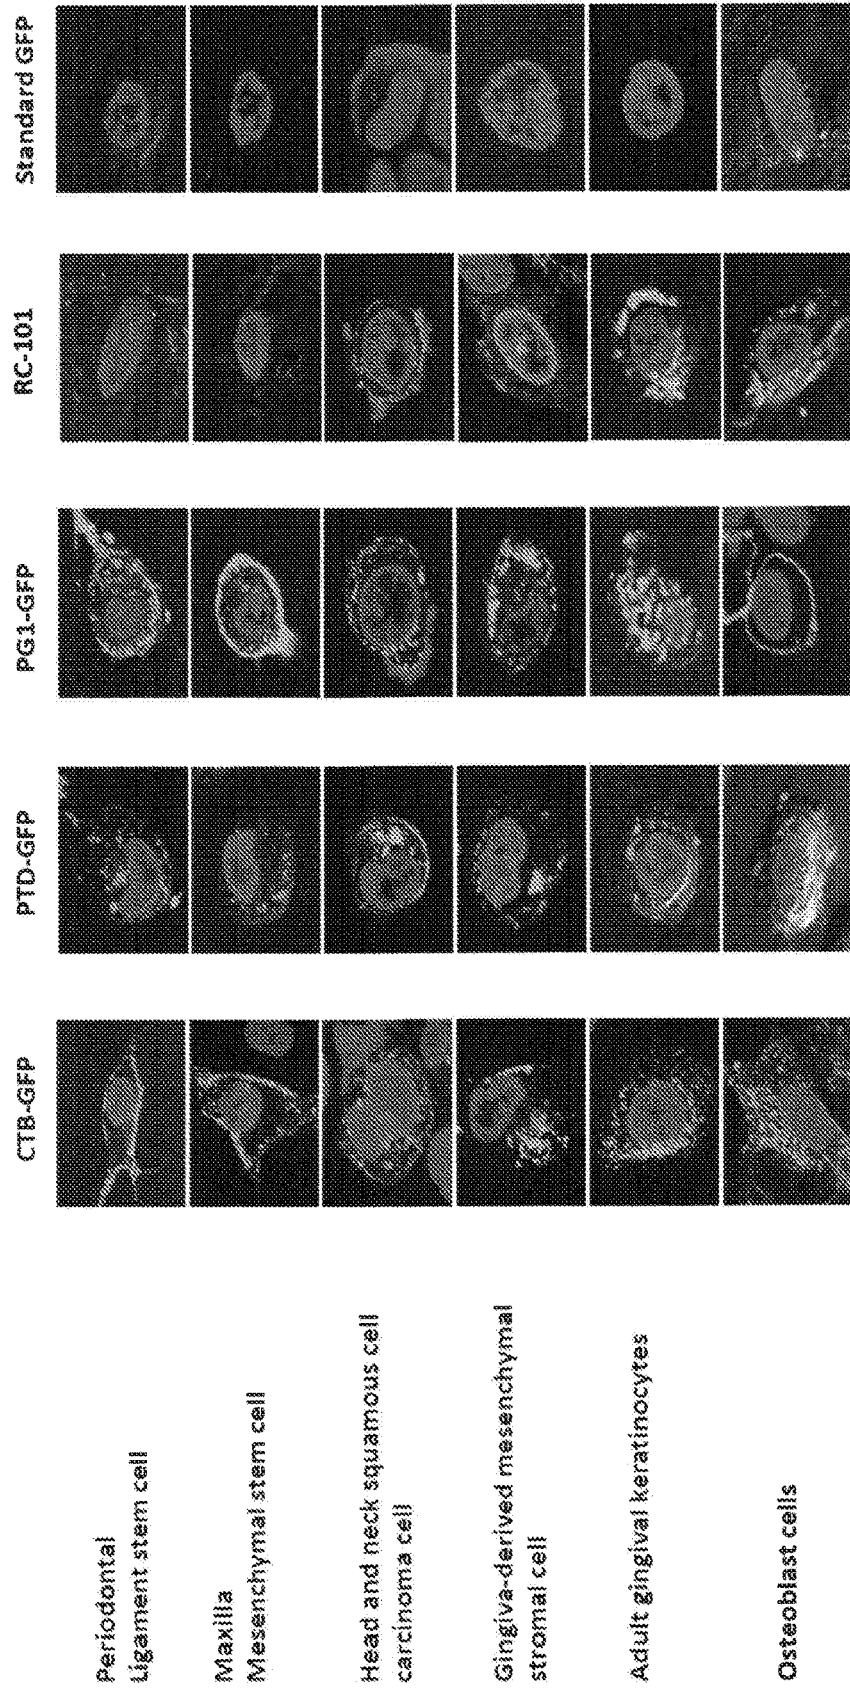 CTB-GFP
PTD-GFP
PG1-GFP
RC-101
Standard GFP
Periodontal
Ligament stem cell
Maxilla
Mesenchymal stem cell
Head and neck squamous cell
carcinoma cell
Gingiva-derived mesenchymal
stromal cell
Adult gingival keratinocytes
Osteoblast cells